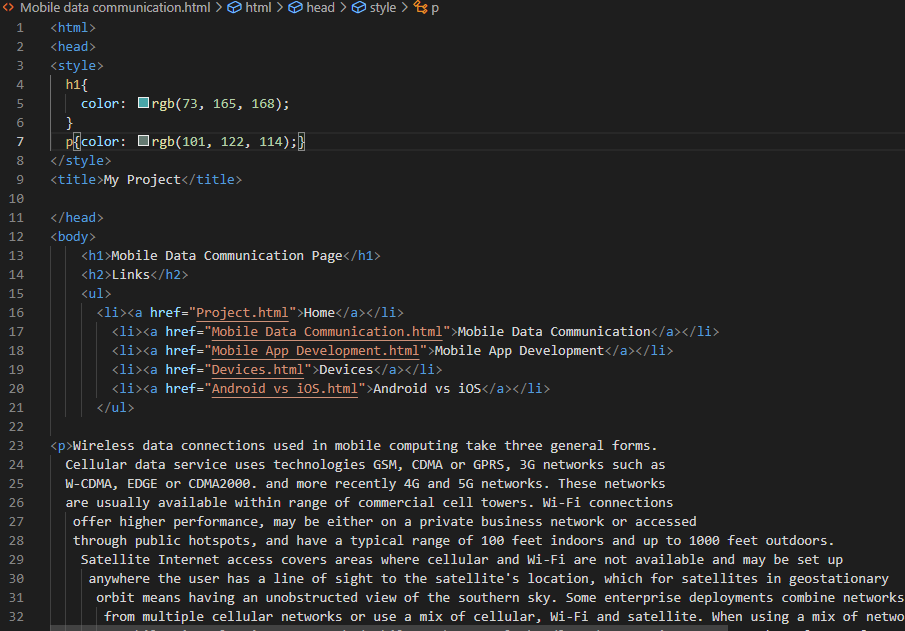 <> Mobile data communication.html > html > head > style > p
1 <html>
2 <head>
3 <style>
4 h1{
5 color: rgb(73, 165, 168);
6 }
7 p{color: rgb(101, 122, 114);}
8 </style>
9 <title>My Project</title>
10
11 </head>
12 <body>
13 <h1>Mobile Data Communication Page</h1>
14 <h2>Links</h2>
15 <ul>
16 <li><a href="Project.html">Home</a></li>
17 <li><a href="Mobile Data Communication.html">Mobile Data Communication</a></li>
18 <li><a href="Mobile App Development.html">Mobile App Development</a></li>
19 <li><a href="Devices.html">Devices</a></li>
20 <li><a href="Android vs iOS.html">Android vs iOS</a></li>
21 </ul>
22
23 <p>Wireless data connections used in mobile computing take three general forms.
24 Cellular data service uses technologies GSM, CDMA or GPRS, 3G networks such as
25 W-CDMA, EDGE or CDMA2000. and more recently 4G and 5G networks. These networks
26 are usually available within range of commercial cell towers. Wi-Fi connections
27 offer higher performance, may be either on a private business network or accessed
28 through public hotspots, and have a typical range of 100 feet indoors and up to 1000 feet outdoors.
29 Satellite Internet access covers areas where cellular and Wi-Fi are not available and may be set up
30 anywhere the user has a line of sight to the satellite's location, which for satellites in geostationary
31 orbit means having an unobstructed view of the southern sky. Some enterprise deployments combine networks
32 from multiple cellular networks or use a mix of cellular, Wi-Fi and satellite. When using a mix of netwo